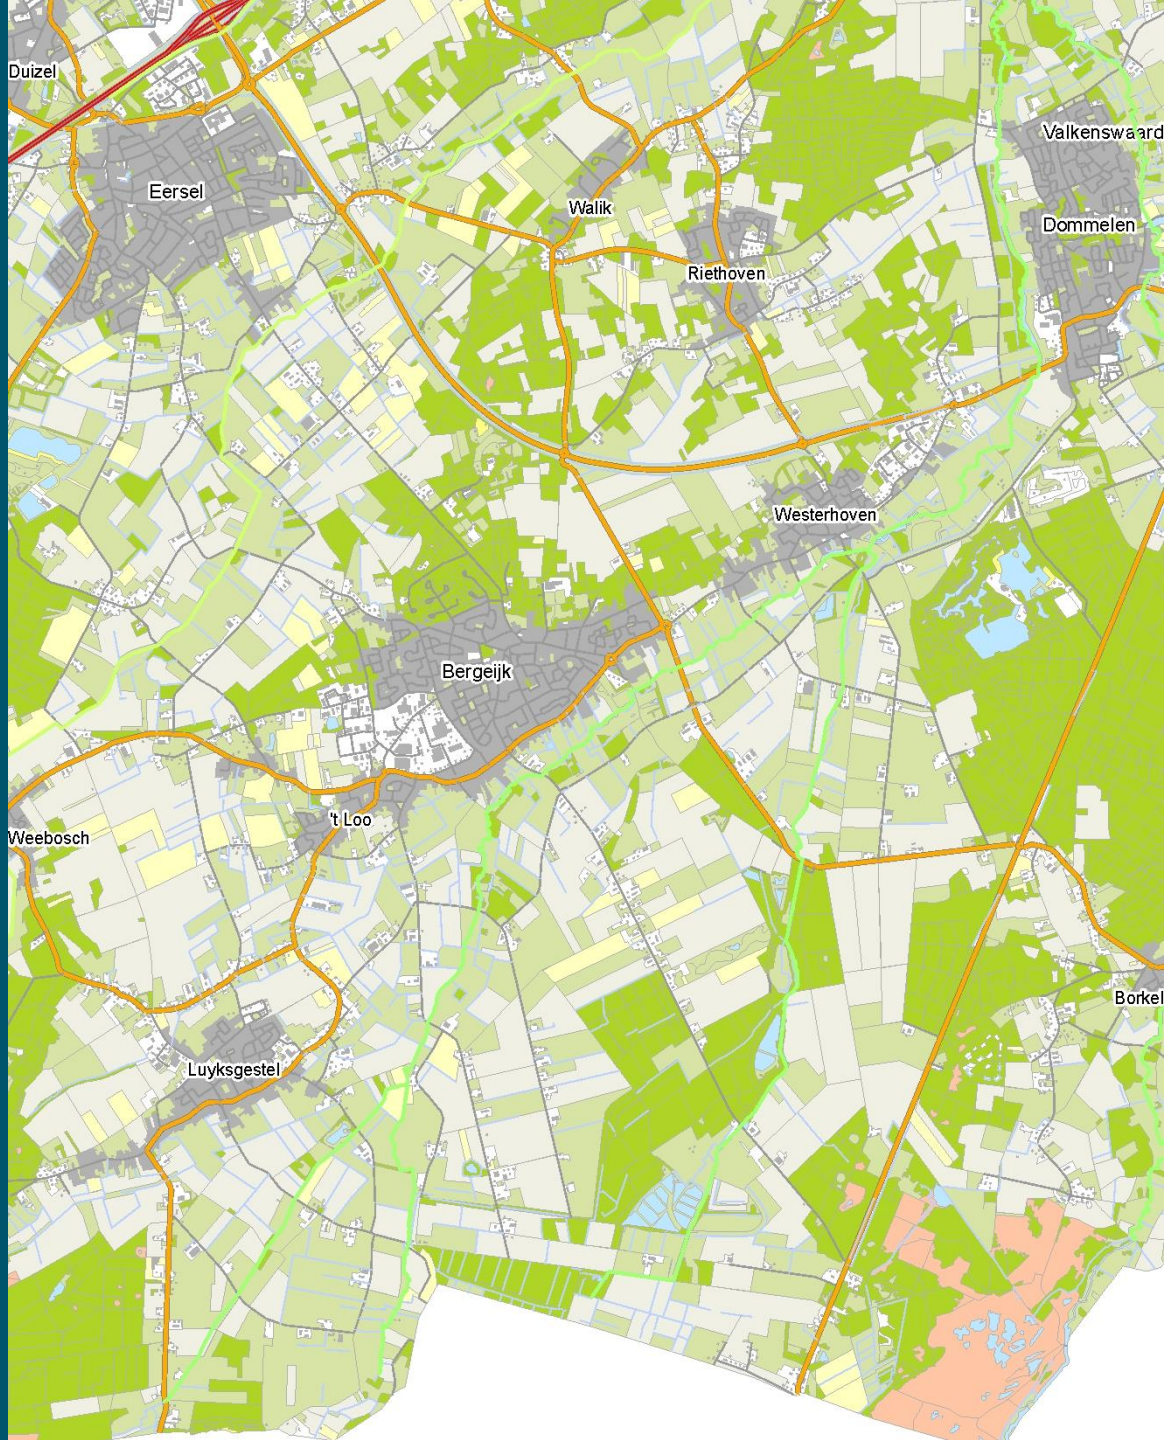 Duizel
Valkenswaard
Eersel
Walik
Dommelen
Riethoven
Westerhoven
Bergeijk
't Loo
Weebosch
Borkel
Luyksgestel